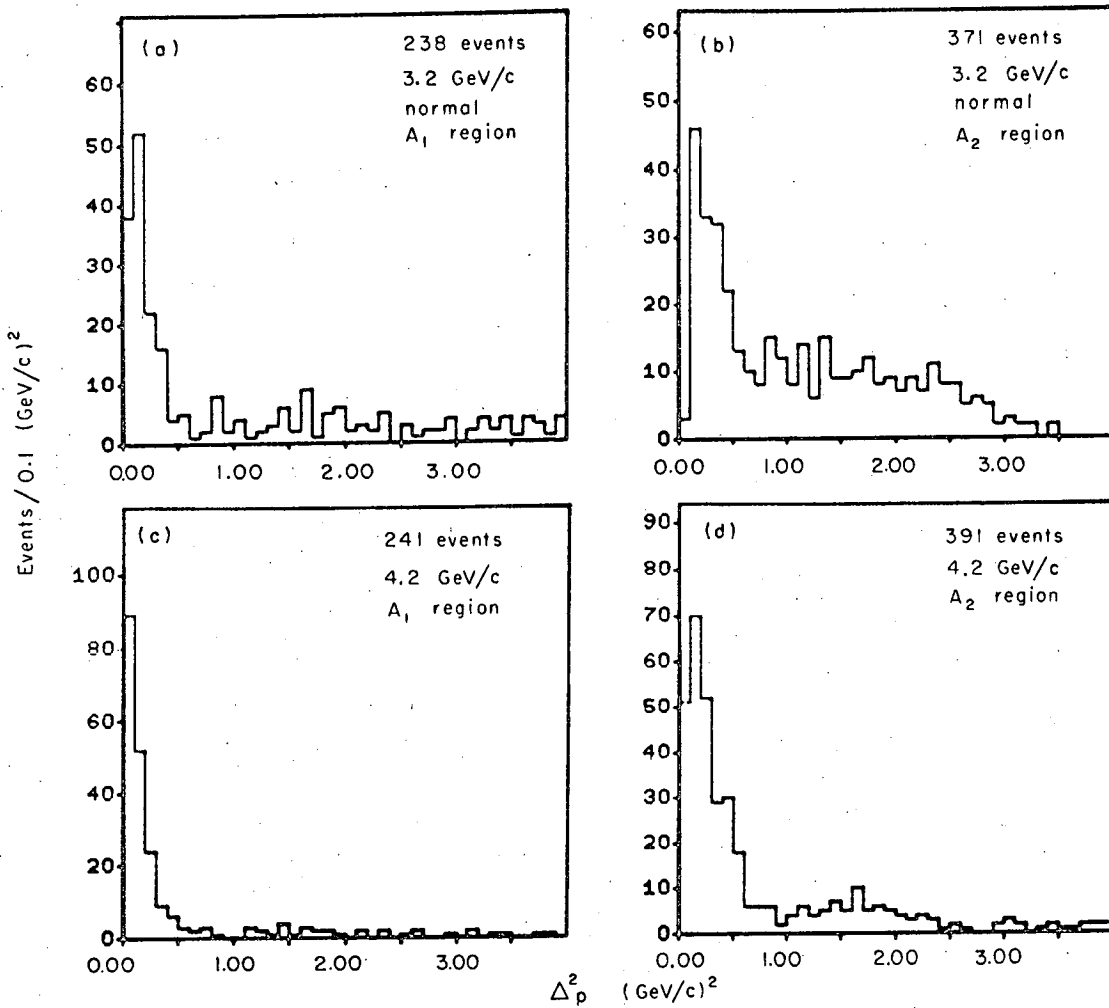 (a)
238 events
3.2 GeV/c
normal
A₁ region
60
50
40
30
20
10
0
0.00
1.00
2.00
3.00
(b)
371 events
3.2 GeV/c
normal
A₂ region
60
50
40
30
20
10
0
0.00
1.00
2.00
3.00
Events / 0.1 (GeV/c)²
(c)
241 events
4.2 GeV/c
A₁ region
100
80
60
40
20
0
0.00
1.00
2.00
3.00
(d)
391 events
4.2 GeV/c
A₂ region
90
80
70
60
50
40
30
20
10
0
0.00
1.00
2.00
3.00
Δ²p (GeV/c)²